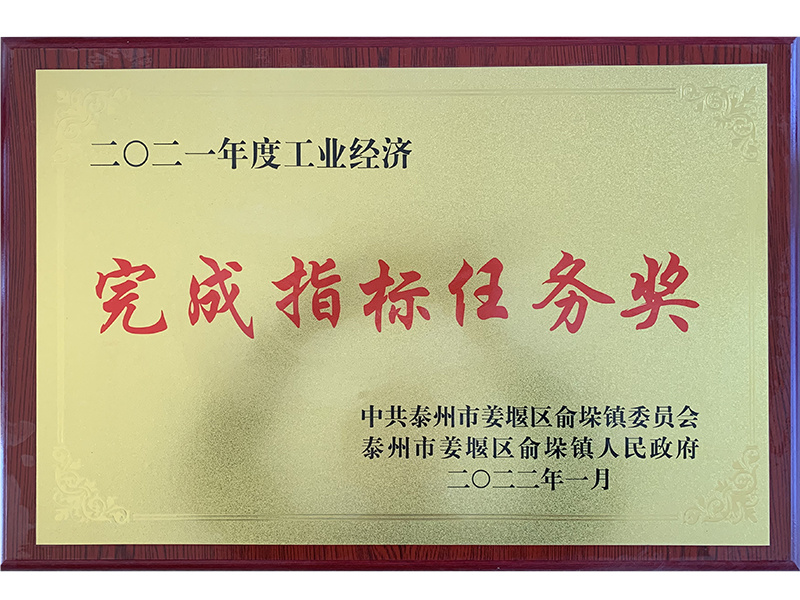 二〇二一年度工业经济
完成指标任务奖
中共泰州市姜堰区俞垛镇委员会
泰州市姜堰区俞垛镇人民政府
二〇二二年一月